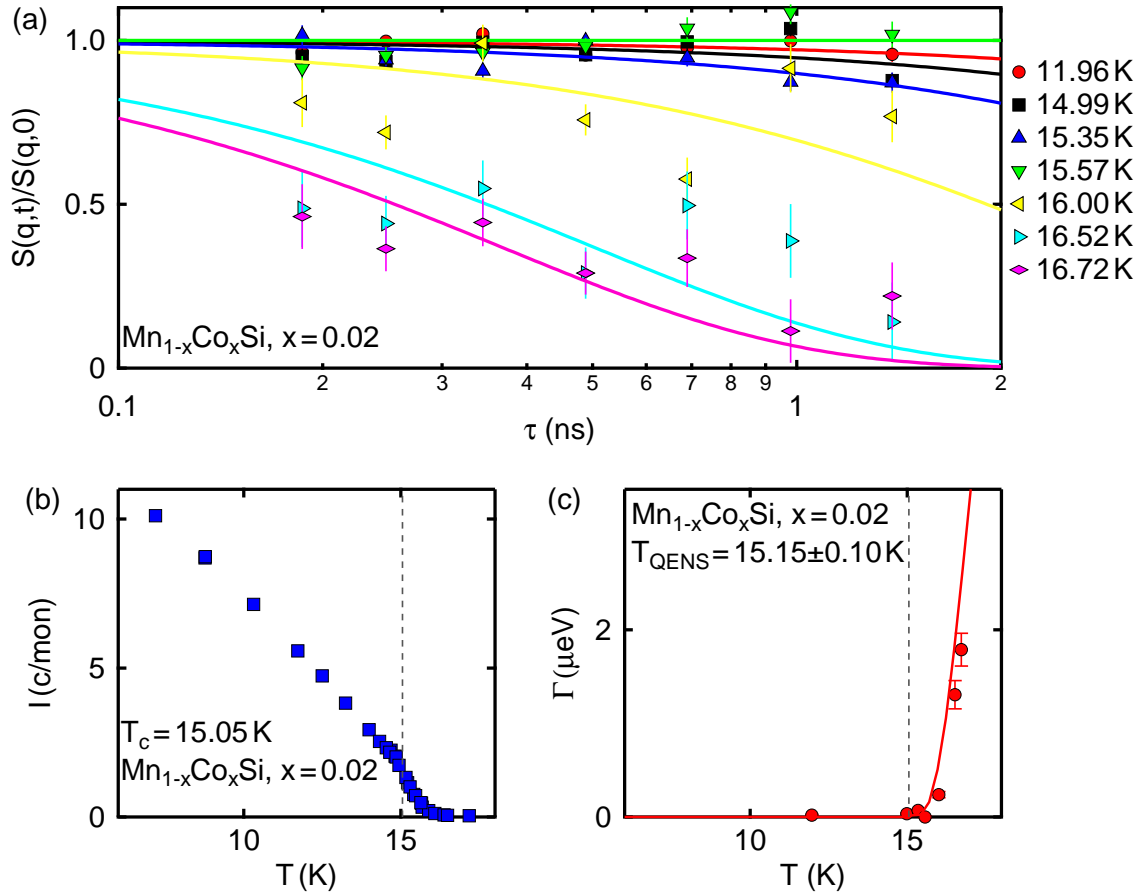 (a)
1.0
0.5
0
S(q,t)/S(q,0)
Mn1-xCoxSi, x=0.02
0.1 2 3 4 5 6 7 8 9 1 2
τ (ns)
11.96 K
14.99 K
15.35 K
15.57 K
16.00 K
16.52 K
16.72 K
(b)
10
5
0
I (c/mon)
Tc=15.05 K
Mn1-xCoxSi, x=0.02
10 15
T (K)
(c)
Mn1-xCoxSi, x=0.02
TQENS=15.15±0.10 K
2
0
Γ (μeV)
10 15
T (K)